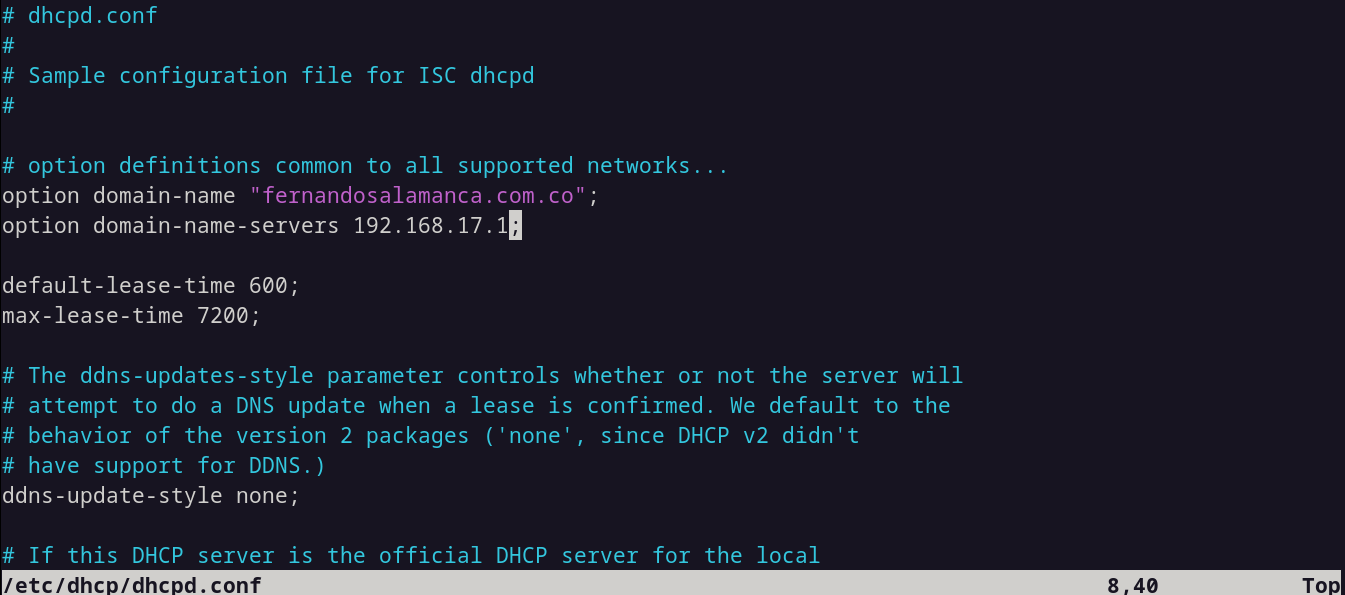 # dhcpd.conf
#
# Sample configuration file for ISC dhcpd
#
# option definitions common to all supported networks...
option domain-name "fernandosalamanca.com.co";
option domain-name-servers 192.168.17.1;
default-lease-time 600;
max-lease-time 7200;
# The ddns-updates-style parameter controls whether or not the server will
# attempt to do a DNS update when a lease is confirmed. We default to the
# behavior of the version 2 packages ('none', since DHCP v2 didn't
# have support for DDNS.)
ddns-update-style none;
# If this DHCP server is the official DHCP server for the local
/etc/dhcp/dhcpd.conf 8,40 Top